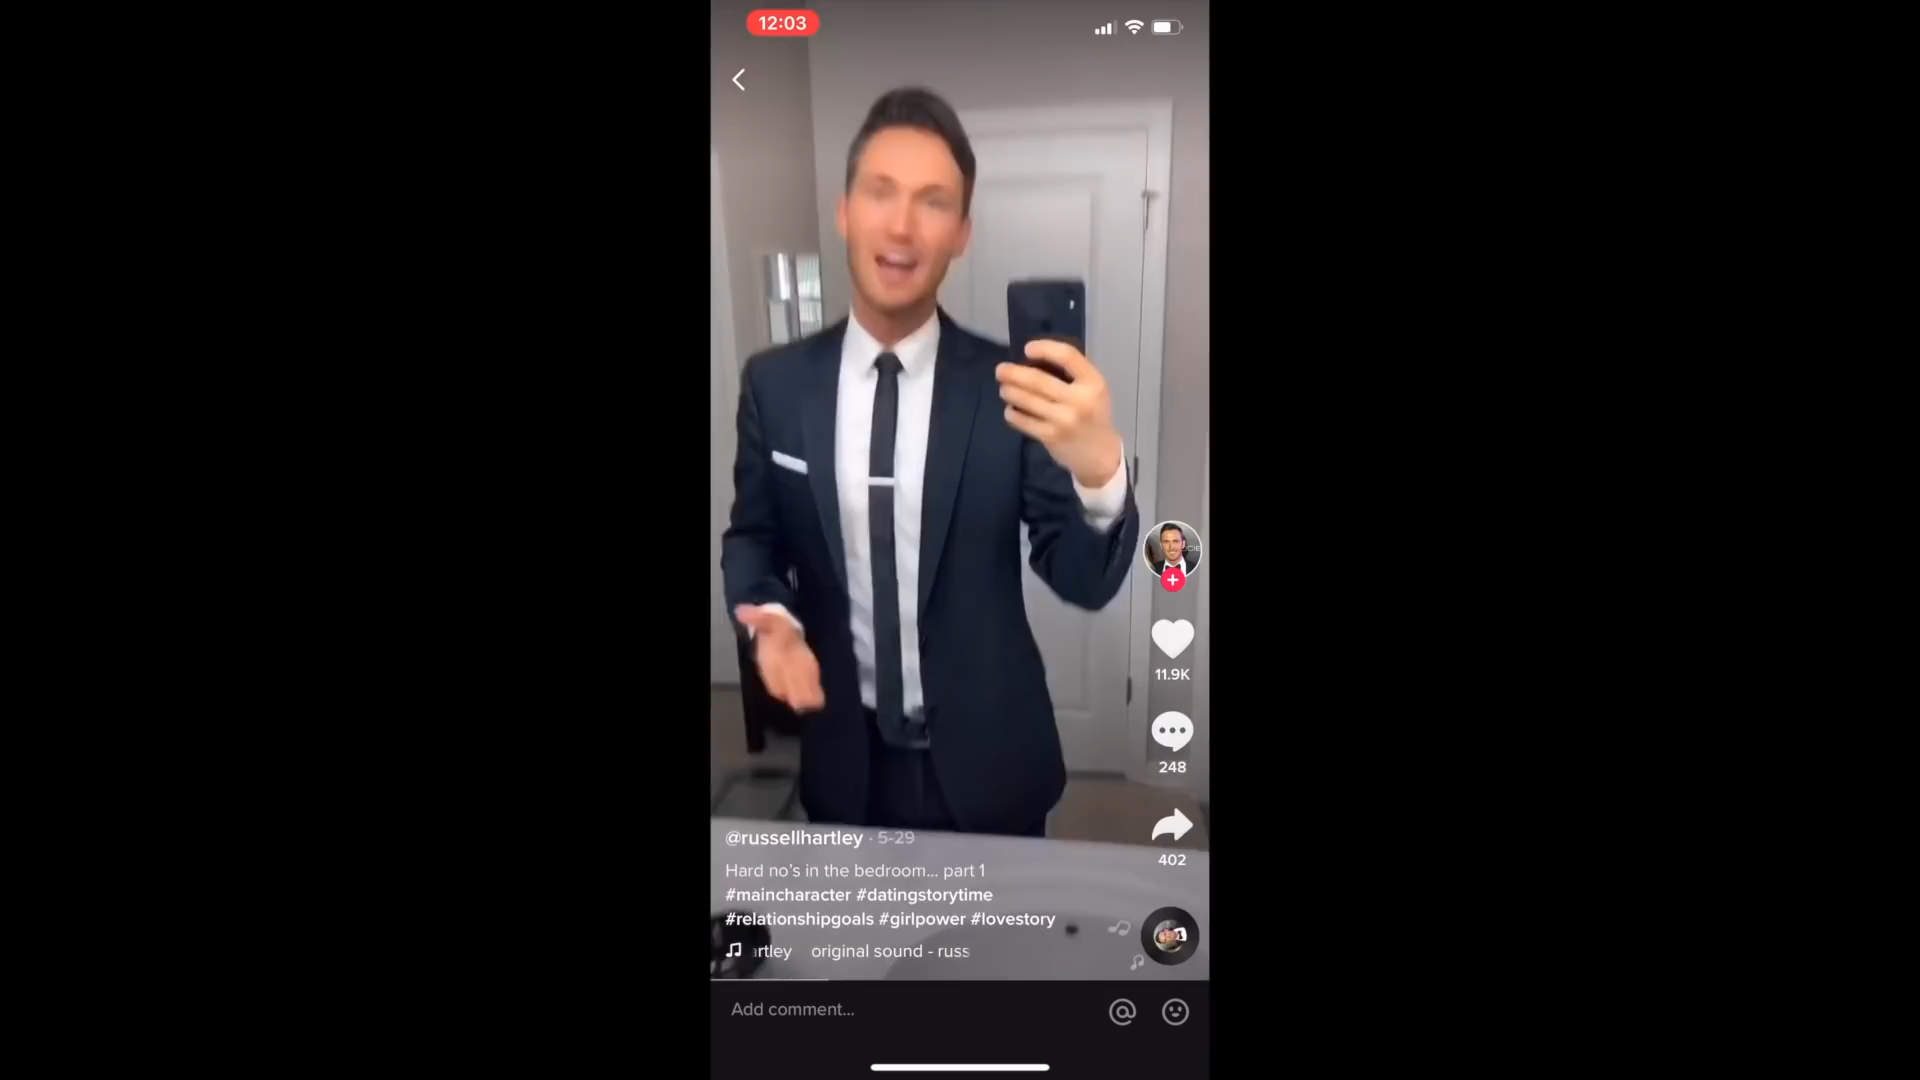 12:03
CIE
11.9K
248
402
@russellhartley · 5-29
Hard no's in the bedroom... part 1
#maincharacter #datingstorytime
#relationshipgoals #girlpower #lovestory
artley original sound - russ
Add comment...